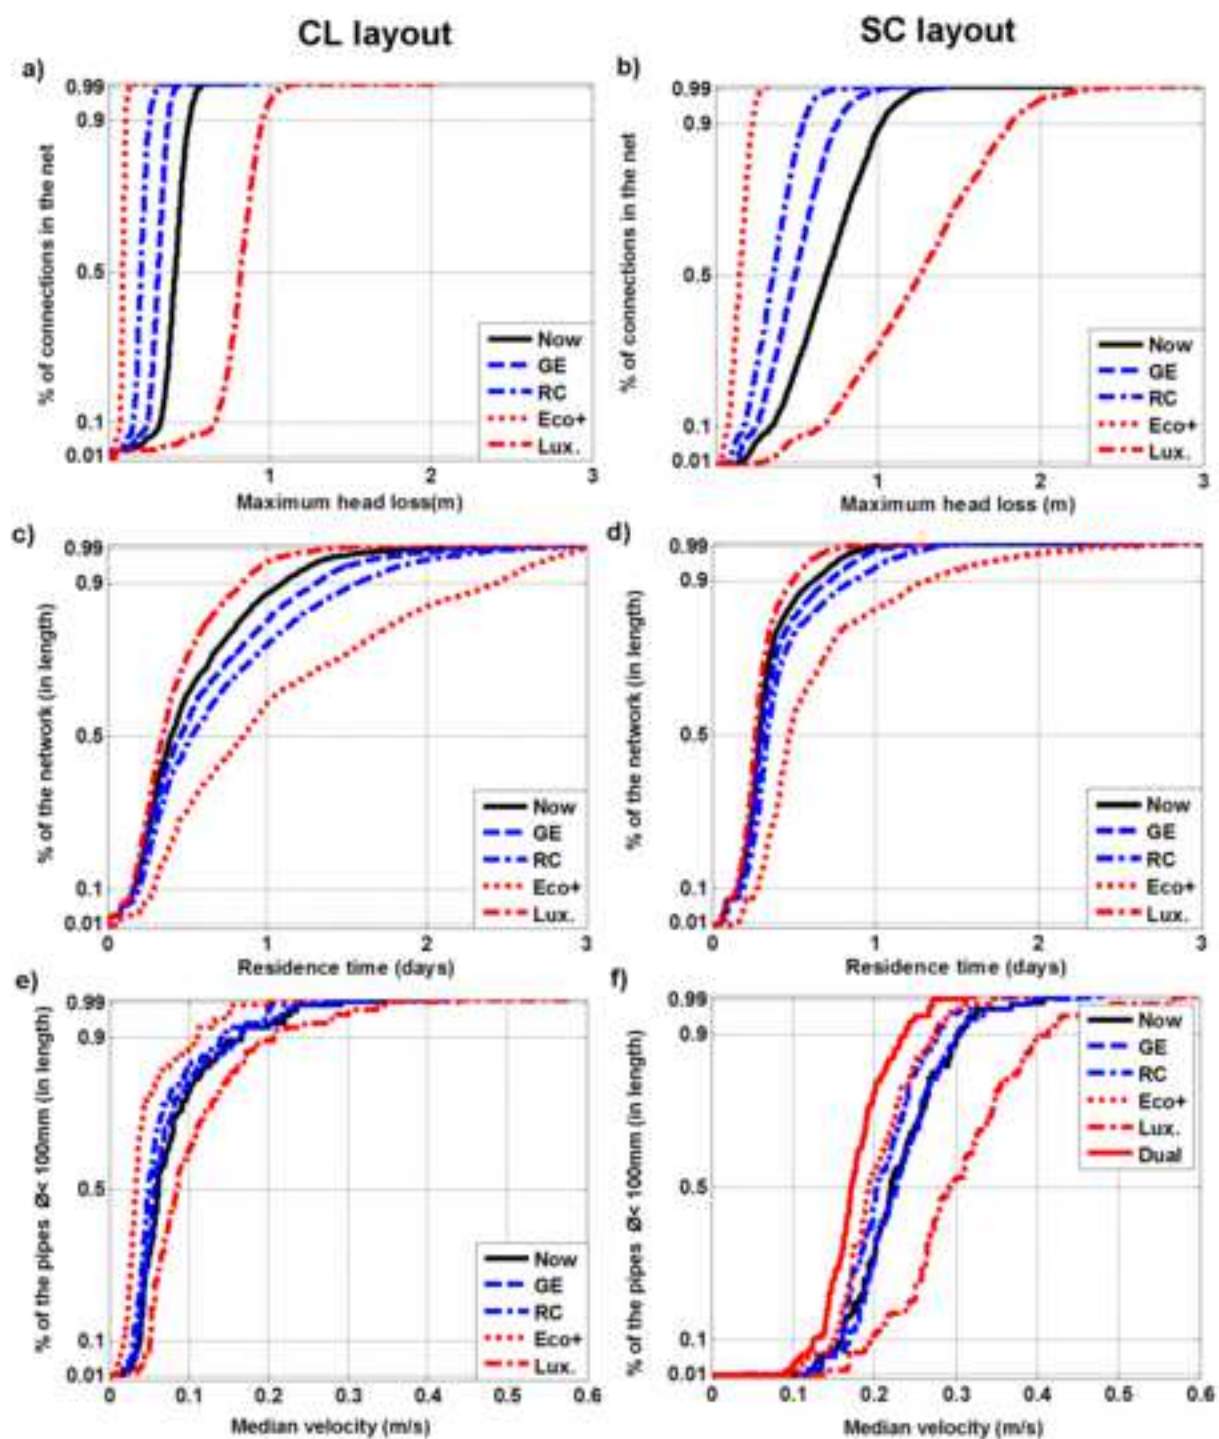 CL layout
SC layout
a)
% of connections in the net
0.99
0.9
0.5
0.1
0.01
1
2
3
Maximum head loss(m)
Now
GE
RC
Eco+
Lux.
b)
% of connections in the net
0.99
0.9
0.5
0.1
0.01
1
2
3
Maximum head loss (m)
Now
GE
RC
Eco+
Lux.
c)
% of the network (in length)
0.99
0.9
0.5
0.1
0.01
0
1
2
3
Residence time (days)
Now
GE
RC
Eco+
Lux.
d)
% of the network (in length)
0.99
0.9
0.5
0.1
0.01
0
1
2
3
Residence time (days)
Now
GE
RC
Eco+
Lux.
e)
% of the pipes Ø< 100mm (in length)
0.99
0.9
0.5
0.1
0.01
0
0.1
0.2
0.3
0.4
0.5
0.6
Median velocity (m/s)
Now
GE
RC
Eco+
Lux.
f)
% of the pipes Ø< 100mm (in length)
0.99
0.9
0.5
0.1
0.01
0
0.1
0.2
0.3
0.4
0.5
0.6
Median velocity (m/s)
Now
GE
RC
Eco+
Lux.
Dual